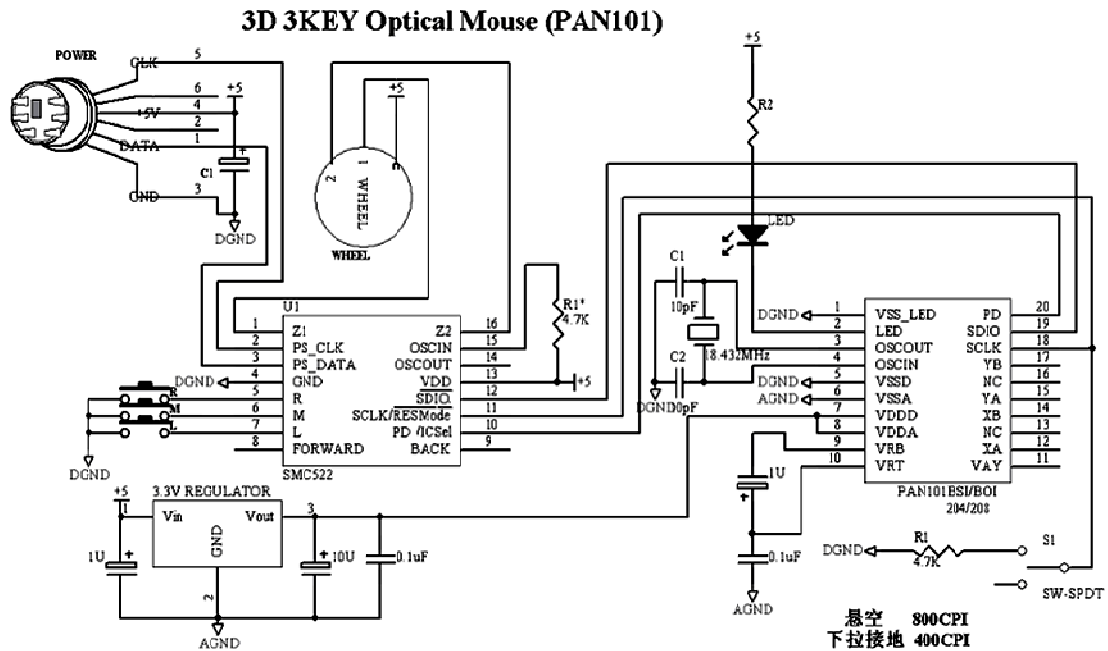 3D 3KEY Optical Mouse (PAN101)
POWER
CLK 5
6 +5
+5V 4
2
DATA 1
C1 +
GND 3
DGND
2 1
+5
WHEEL
WHEEL
+5
R2
LED
U1
1 Z1 Z2 16
2 PS_CLK OSCIN 15
3 PS_DATA OSCOUT 14
DGND 4 GND VDD 13 +5
R 5 R SDIO 12
M 6 M SCLK/RESMode 11
L 7 L PD /ICSel 10
8 FORWARD BACK 9
SMC522
DGND
R1
4.7K
C1
10pF
18.432MHz
C2
DGND
0pF
DGND 1 VSS_LED PD 20
2 LED SDIO 19
3 OSCOUT SCLK 18
4 OSCIN YB 17
DGND 5 VSSD NC 16
AGND 6 VSSA YA 15
7 VDDD XB 14
8 VDDA NC 13
9 VRB XA 12
10 VRT VAY 11
PAN101BSI/BOI
204/208
1U
+
0.1uF
AGND
+5 3.3V REGULATOR
1 Vin Vout 3
GND
1U + + 10U 0.1uF
2
AGND
DGND R1 S1
4.7K
SW-SPDT
悬空 800CPI
下拉接地 400CPI